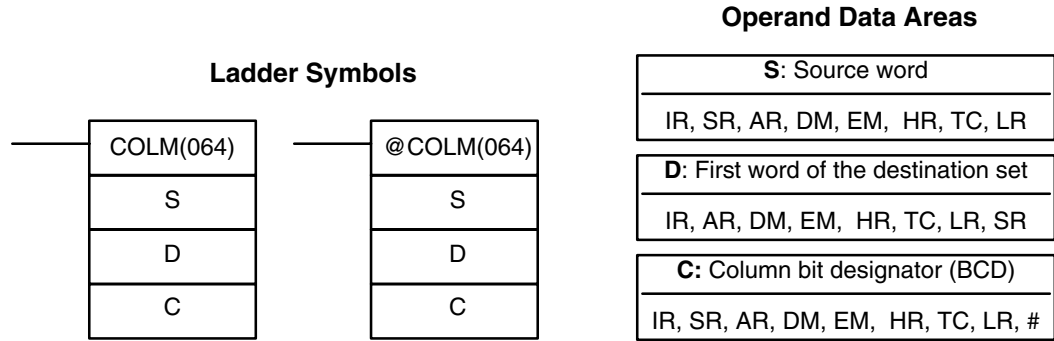 Operand Data Areas
Ladder Symbols
COLM(064)
S
D
C
@COLM(064)
S
D
C
S: Source word
IR, SR, AR, DM, EM, HR, TC, LR
D: First word of the destination set
IR, AR, DM, EM, HR, TC, LR, SR
C: Column bit designator (BCD)
IR, SR, AR, DM, EM, HR, TC, LR, #